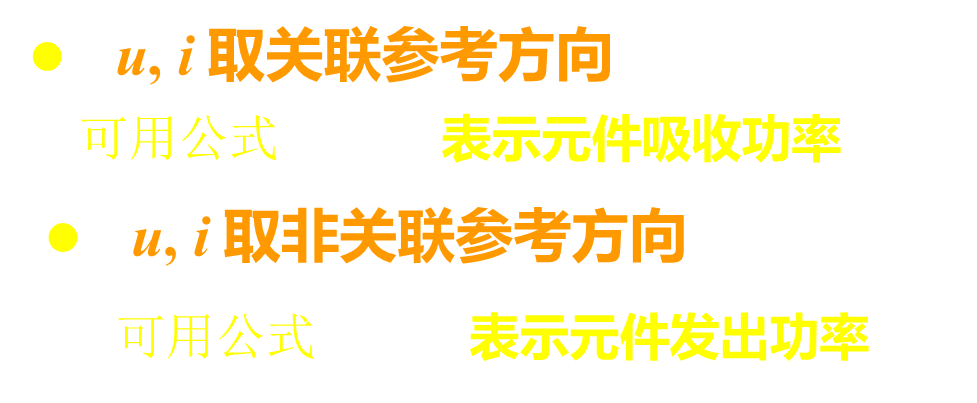 ● u, i 取关联参考方向
可用公式 表示元件吸收功率
● u, i 取非关联参考方向
可用公式 表示元件发出功率